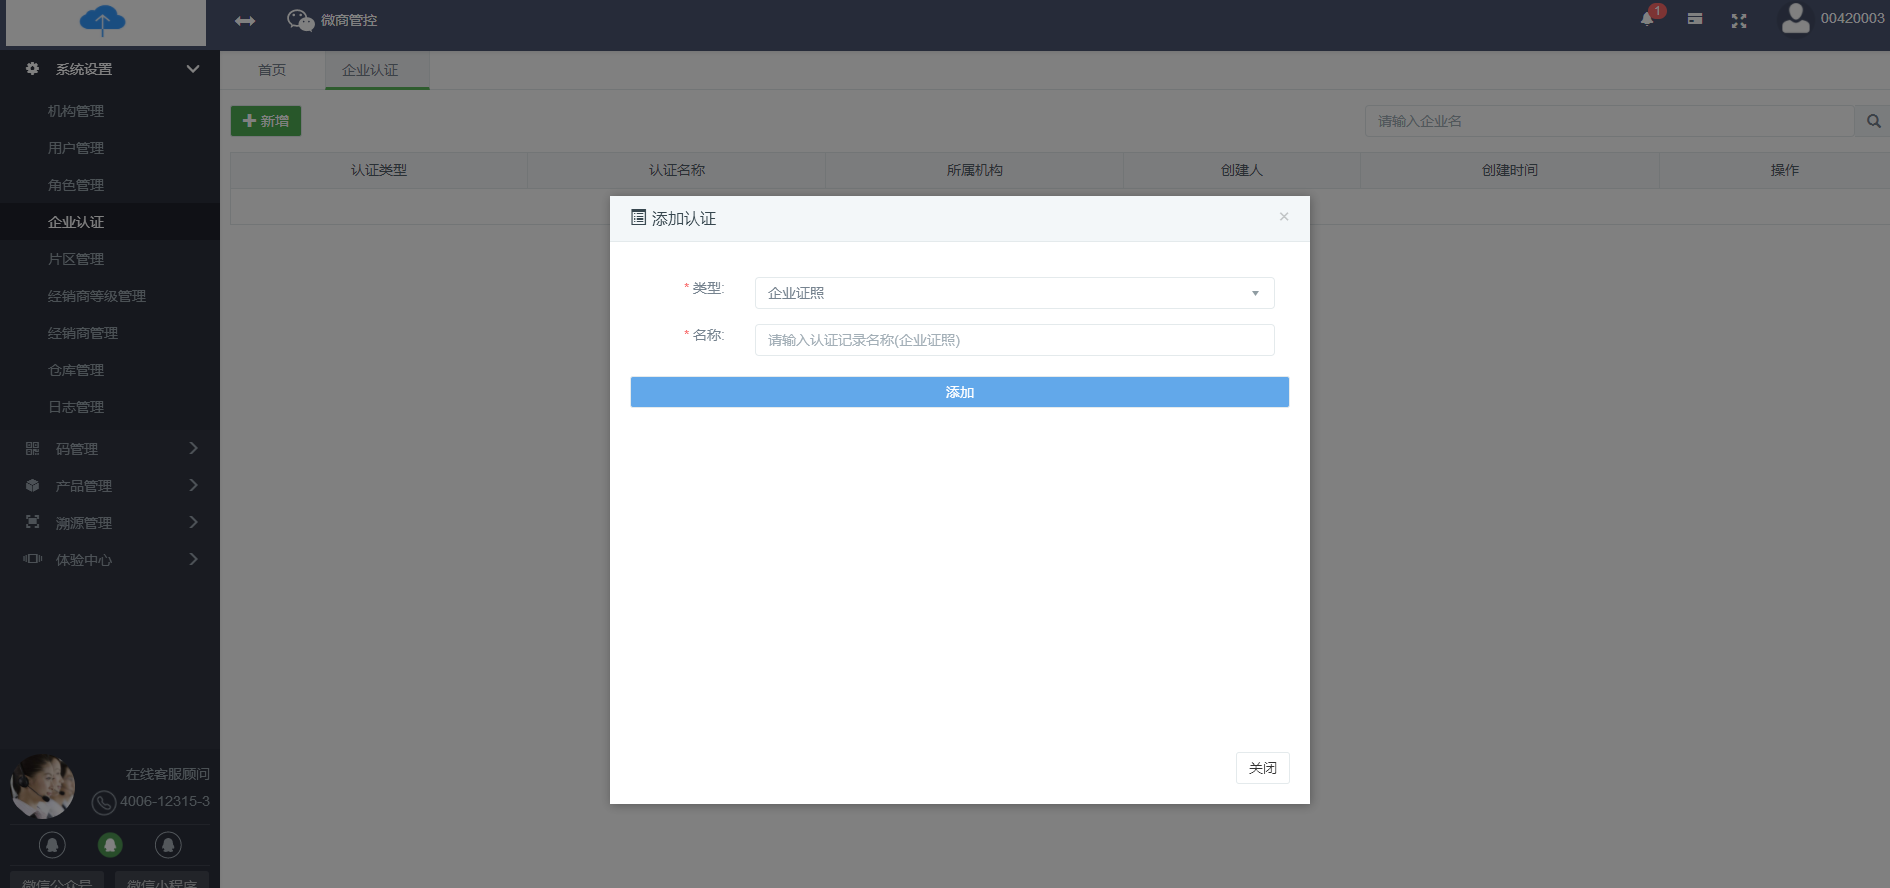 微商管控
1
00420003
系统设置
机构管理
用户管理
角色管理
企业认证
片区管理
经销商等级管理
经销商管理
仓库管理
日志管理
码管理
产品管理
溯源管理
体验中心
在线客服顾问
4006-12315-3
微信公众号
微信小程序
首页
企业认证
新增
请输入企业名
认证类型 认证名称 所属机构 创建人 创建时间 操作
添加认证
×
* 类型: 企业证照
* 名称: 请输入认证记录名称(企业证照)
添加
关闭